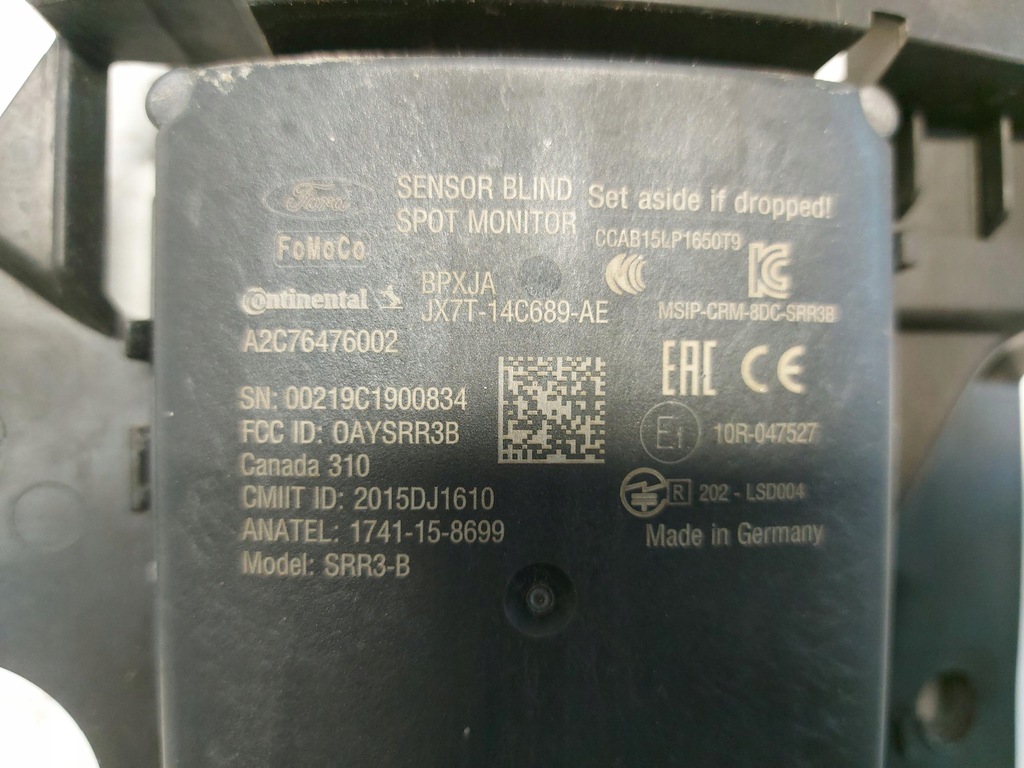 Ford
FoMoCo
SENSOR BLIND
SPOT MONITOR
Set aside if dropped!
CCAB15LP1650T9
Continental
BPXJA
JX7T-14C689-AE
MSIP-CRM-8DC-SRR3B
A2C76476002
EAC CE
SN: 00219C1900834
FCC ID: OAYSRR3B
E1 10R-047527
Canada 310
CMIIT ID: 2015DJ1610
R 202 - LSD004
ANATEL: 1741-15-8699
Made in Germany
Model: SRR3-B